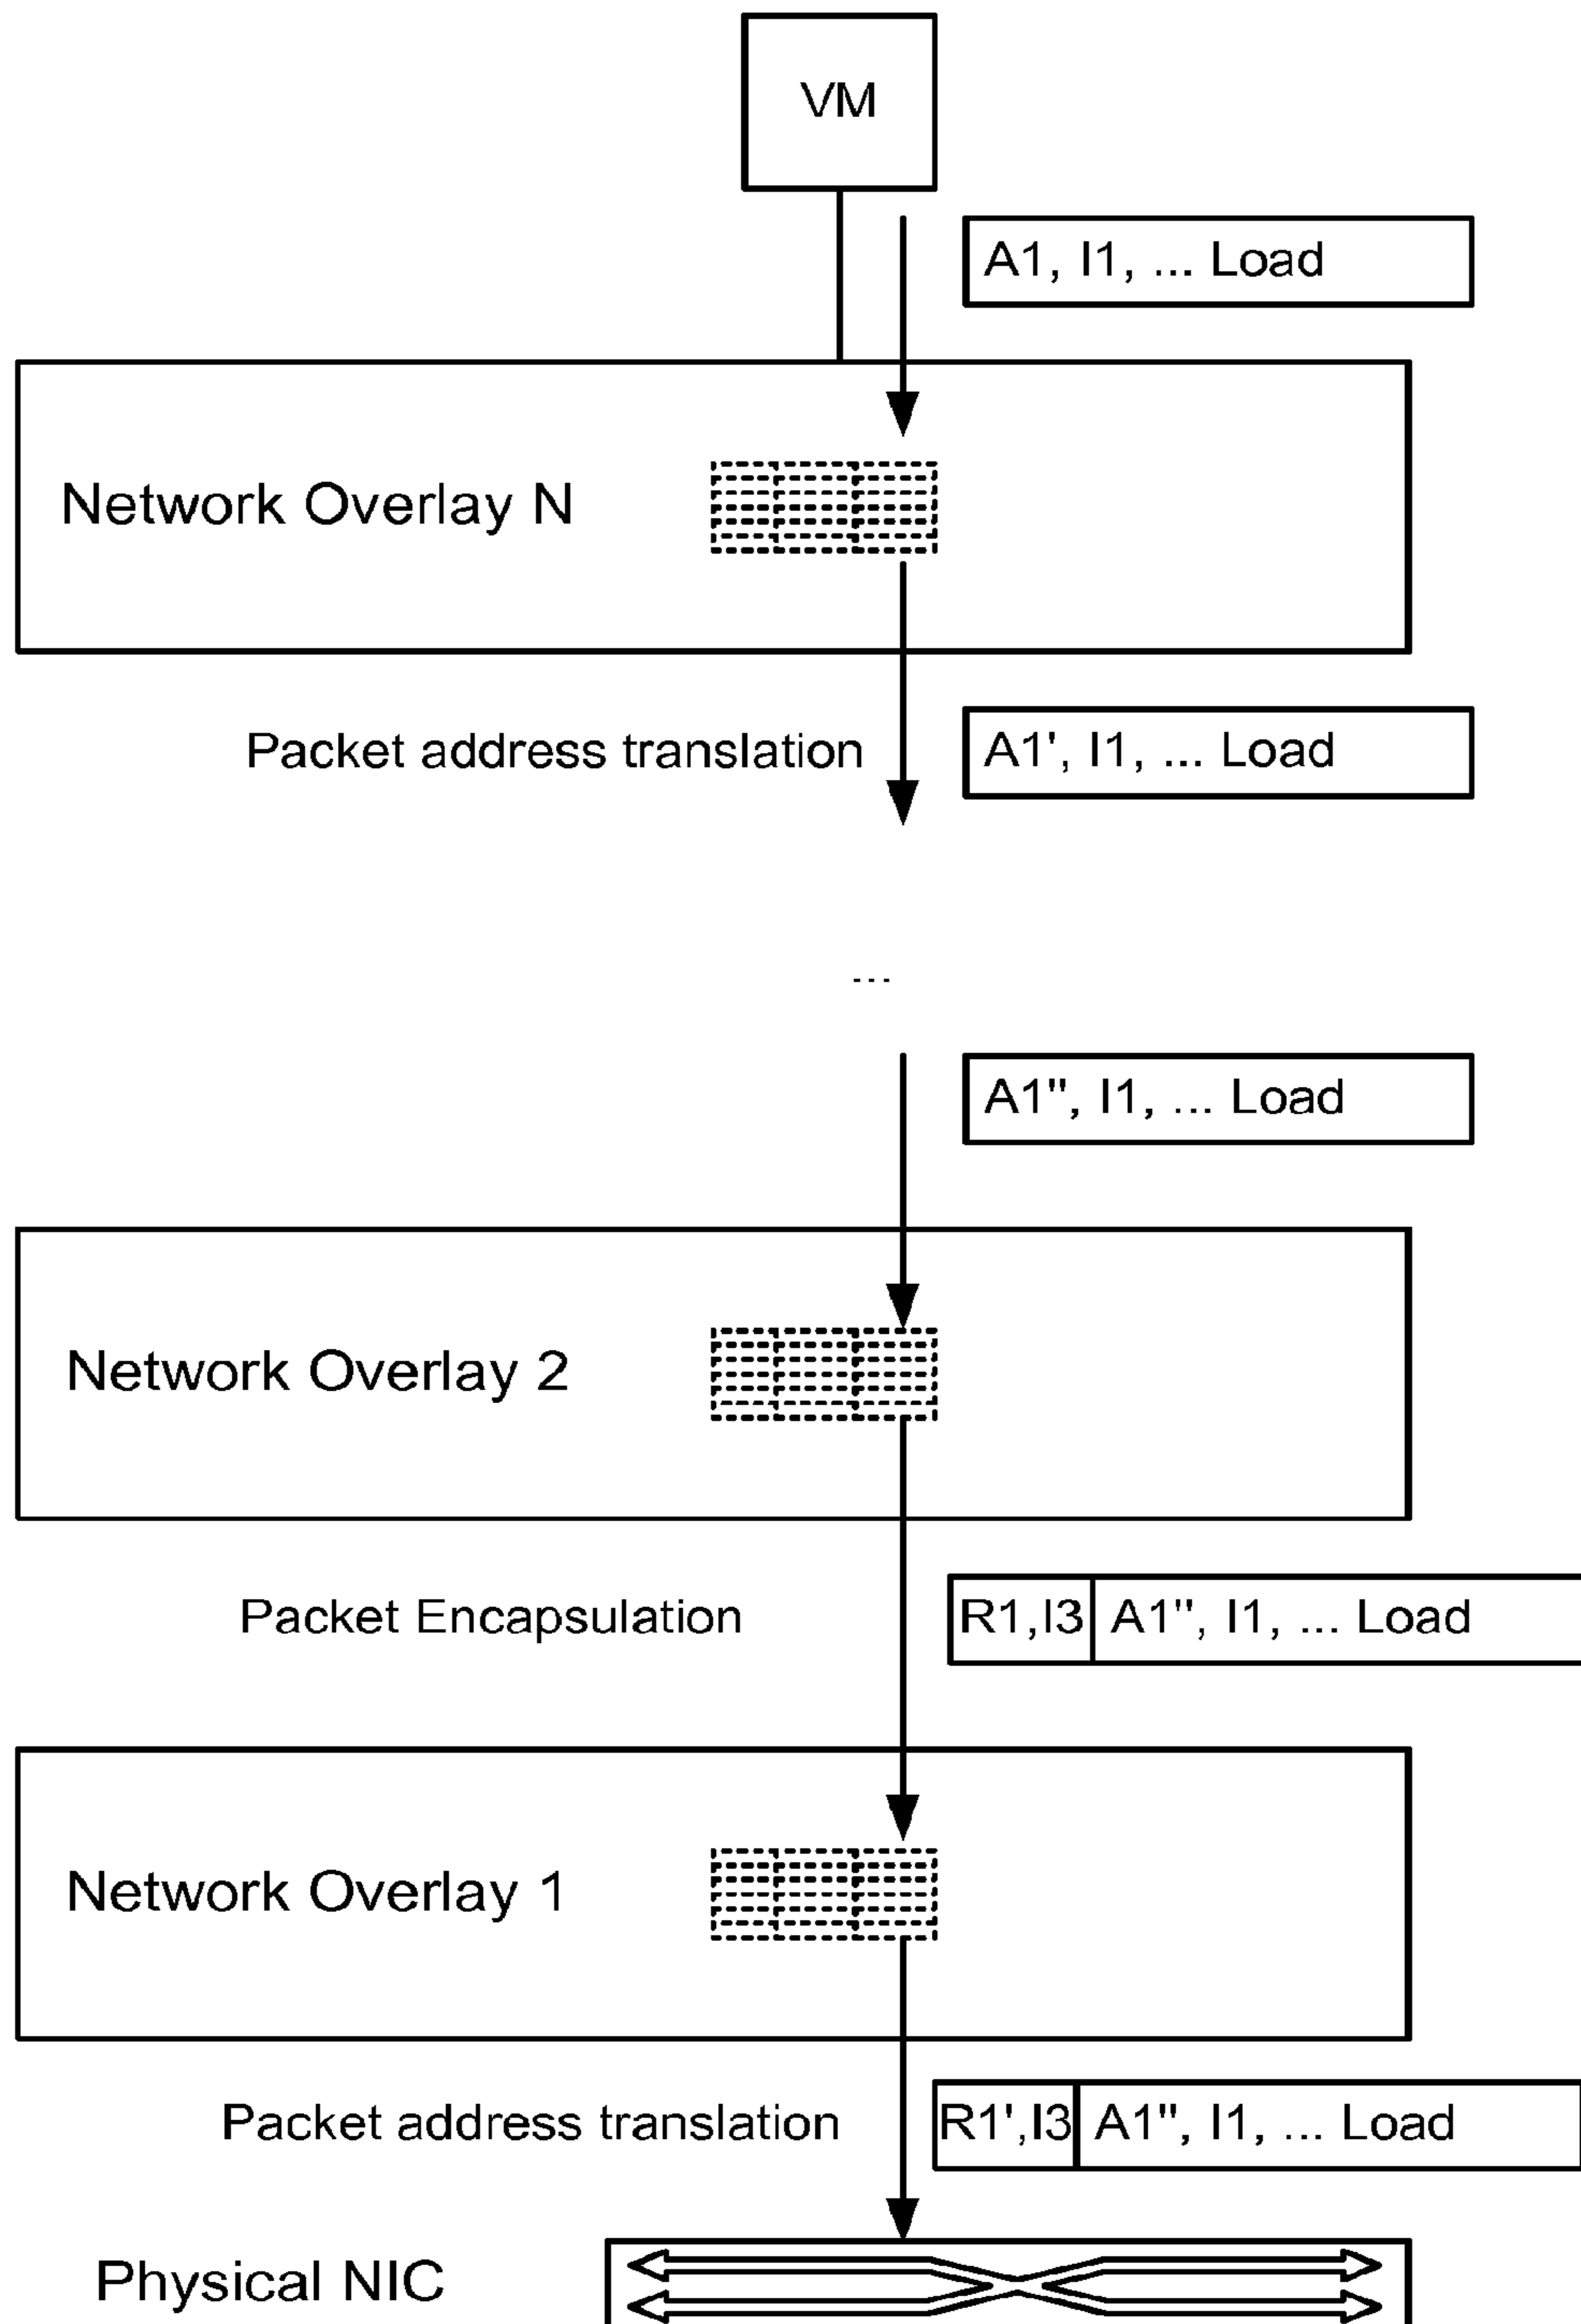 VM
A1, I1, ... Load
Network Overlay N
Packet address translation
A1', I1, ... Load
...
A1'', I1, ... Load
Network Overlay 2
Packet Encapsulation
R1,I3 A1'', I1, ... Load
Network Overlay 1
Packet address translation
R1',I3 A1'', I1, ... Load
Physical NIC